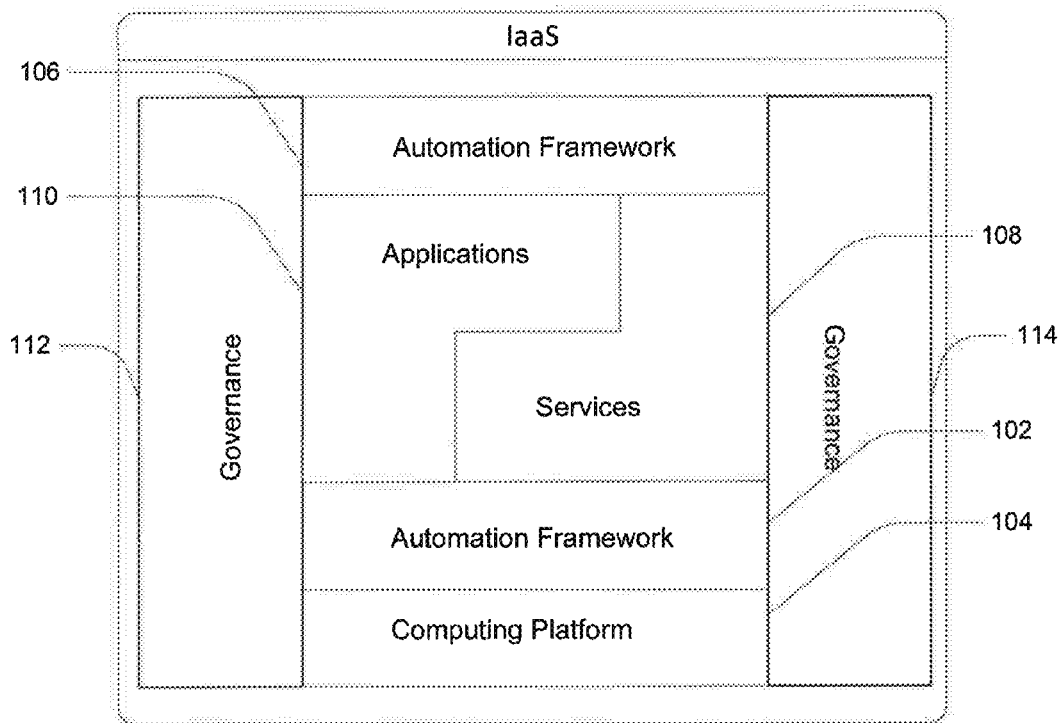 IaaS
106
Automation Framework
110
Applications
108
112
Governance
Governance
114
Services
102
104
Automation Framework
Computing Platform